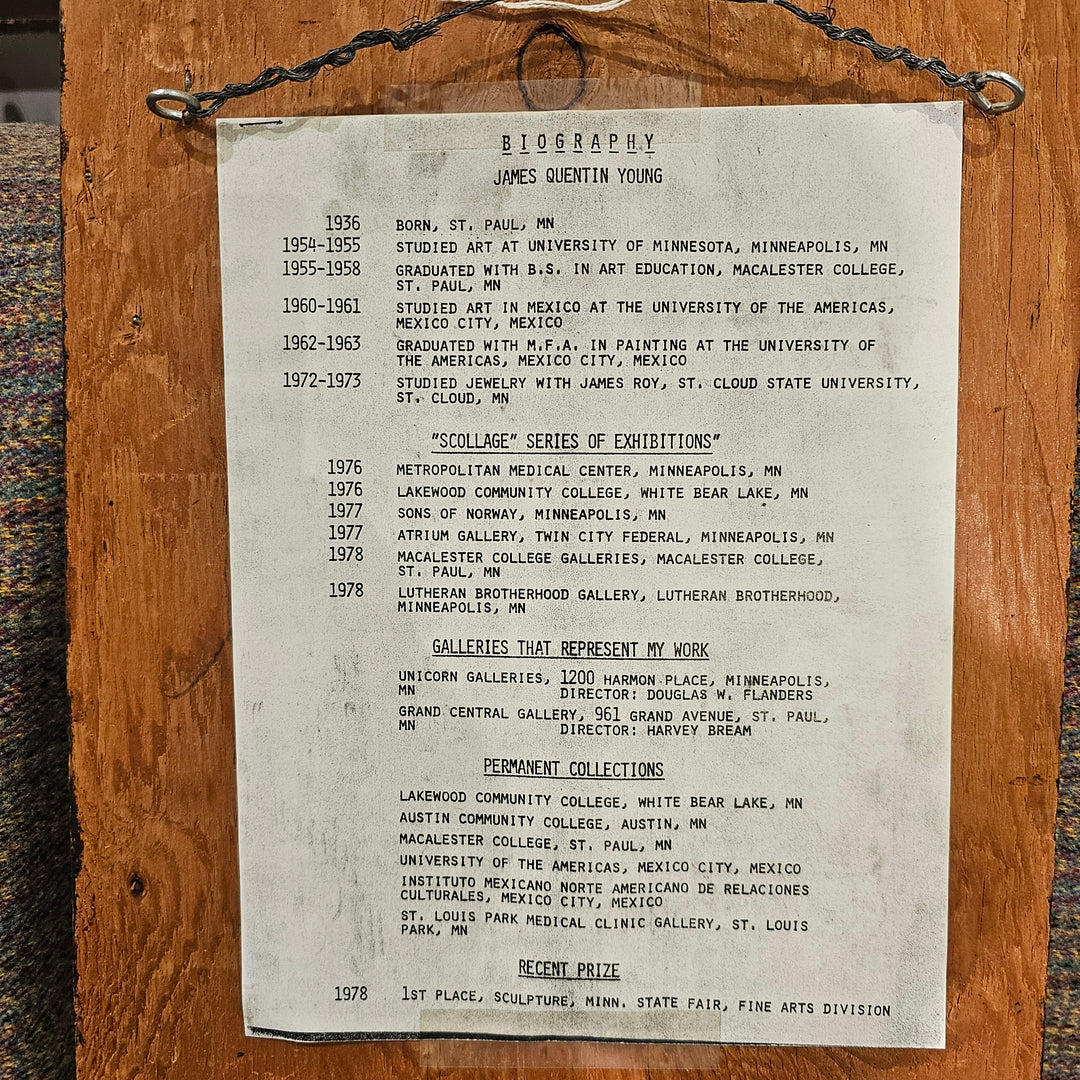 BIOGRAPHY
JAMES QUENTIN YOUNG
1936 BORN, ST. PAUL, MN
1954-1955 STUDIED ART AT UNIVERSITY OF MINNESOTA, MINNEAPOLIS, MN
1955-1958 GRADUATED WITH B.S. IN ART EDUCATION, MACALESTER COLLEGE,
ST. PAUL, MN
1960-1961 STUDIED ART IN MEXICO AT THE UNIVERSITY OF THE AMERICAS,
MEXICO CITY, MEXICO
1962-1963 GRADUATED WITH M.F.A. IN PAINTING AT THE UNIVERSITY OF
THE AMERICAS, MEXICO CITY, MEXICO
1972-1973 STUDIED JEWELRY WITH JAMES ROY, ST. CLOUD STATE UNIVERSITY,
ST. CLOUD, MN
"SCOLLAGE" SERIES OF EXHIBITIONS"
1976 METROPOLITAN MEDICAL CENTER, MINNEAPOLIS, MN
1976 LAKEWOOD COMMUNITY COLLEGE, WHITE BEAR LAKE, MN
1977 SONS OF NORWAY, MINNEAPOLIS, MN
1977 ATRIUM GALLERY, TWIN CITY FEDERAL, MINNEAPOLIS, MN
1978 MACALESTER COLLEGE GALLERIES, MACALESTER COLLEGE,
ST. PAUL, MN
1978 LUTHERAN BROTHERHOOD GALLERY, LUTHERAN BROTHERHOOD,
MINNEAPOLIS, MN
GALLERIES THAT REPRESENT MY WORK
UNICORN GALLERIES, 1200 HARMON PLACE, MINNEAPOLIS,
MN DIRECTOR: DOUGLAS W. FLANDERS
GRAND CENTRAL GALLERY, 961 GRAND AVENUE, ST. PAUL,
MN DIRECTOR: HARVEY BREAM
PERMANENT COLLECTIONS
LAKEWOOD COMMUNITY COLLEGE, WHITE BEAR LAKE, MN
AUSTIN COMMUNITY COLLEGE, AUSTIN, MN
MACALESTER COLLEGE, ST. PAUL, MN
UNIVERSITY OF THE AMERICAS, MEXICO CITY, MEXICO
INSTITUTO MEXICANO NORTE AMERICANO DE RELACIONES
CULTURALES, MEXICO CITY, MEXICO
ST. LOUIS PARK MEDICAL CLINIC GALLERY, ST. LOUIS
PARK, MN
RECENT PRIZE
1978 1ST PLACE, SCULPTURE, MINN. STATE FAIR, FINE ARTS DIVISION